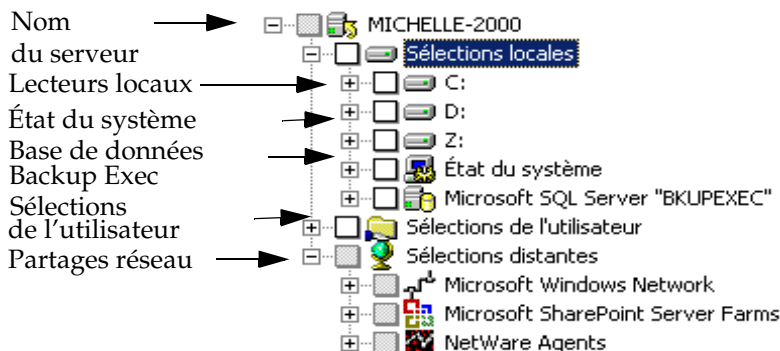 Nom
du serveur
Lecteurs locaux
État du système
Base de données
Backup Exec
Sélections
de l'utilisateur
Partages réseau
MICHELLE-2000
Sélections locales
C:
D:
Z:
État du système
Microsoft SQL Server "BKUPEXEC"
Sélections de l'utilisateur
Sélections distantes
Microsoft Windows Network
Microsoft SharePoint Server Farms
NetWare Agents